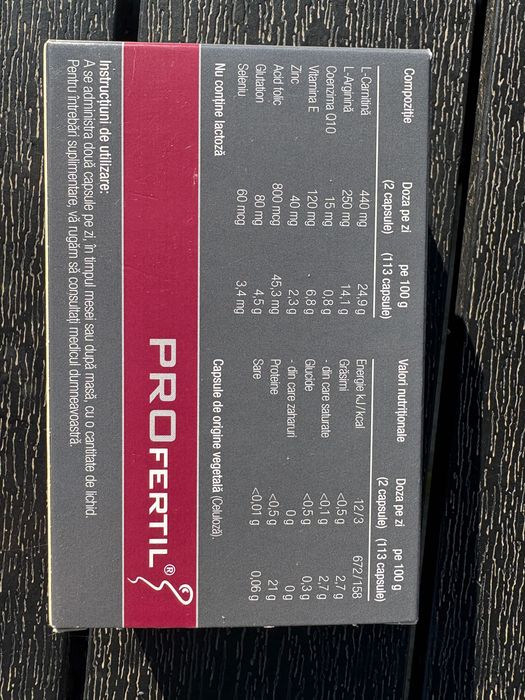 Compoziție Doza pe zi (2 capsule) pe 100 g (113 capsule)
L-Carnitină 440 mg 24,9 g
L-Arginină 250 mg 14,1 g
Coenzima Q10 15 mg 0,8 g
Vitamina E 120 mg 6,8 g
Zinc 40 mg 2,3 g
Acid folic 800 mcg 45,3 mg
Glutation 80 mg 4,5 g
Seleniu 60 mcg 3,4 mg
Nu conține lactoză
Valori nutriționale Doza pe zi (2 capsule) pe 100 g (113 capsule)
Energie kJ/kcal 12/3 672/158
Grăsimi <0,5 g 2,7 g
- din care saturate <0,1 g 2,7 g
Glucide <0,5 g 0,3 g
- din care zaharuri 0 g 0 g
Proteine <0,5 g 21 g
Sare <0,01 g 0,06 g
Capsule de origine vegetală (Celuloză).
PROFERTIL®
Instrucțiuni de utilizare:
A se administra două capsule pe zi, în timpul mesei sau după masă, cu o cantitate de lichid.
Pentru întrebări suplimentare, vă rugăm să consultați medicul dumneavoastră.